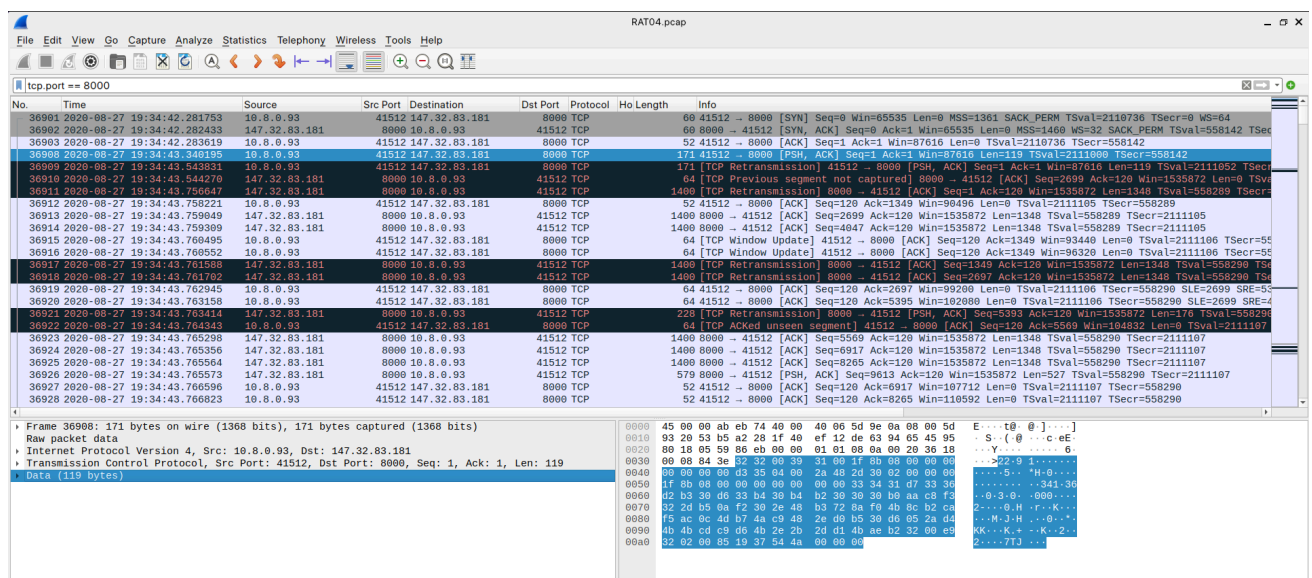 RAT04.pcap
File Edit View Go Capture Analyze Statistics Telephony Wireless Tools Help
tcp.port == 8000
No. Time Source Src Port Destination Dst Port Protocol Ho Length Info
36901 2020-08-27 19:34:42.281753 10.8.0.93 41512 147.32.83.181 8000 TCP 60 41512 → 8000 [SYN] Seq=0 Win=65535 Len=0 MSS=1361 SACK_PERM TSval=2110736 TSecr=0 WS=64
36902 2020-08-27 19:34:42.282433 147.32.83.181 8000 10.8.0.93 41512 TCP 60 8000 → 41512 [SYN, ACK] Seq=0 Ack=1 Win=65535 Len=0 MSS=1460 WS=32 SACK_PERM TSval=558142 TSec
36903 2020-08-27 19:34:42.283619 10.8.0.93 41512 147.32.83.181 8000 TCP 52 41512 → 8000 [ACK] Seq=1 Ack=1 Win=87616 Len=0 TSval=2110736 TSecr=558142
36908 2020-08-27 19:34:43.340195 10.8.0.93 41512 147.32.83.181 8000 TCP 171 41512 → 8000 [PSH, ACK] Seq=1 Ack=1 Win=87616 Len=119 TSval=2111000 TSecr=558142
36909 2020-08-27 19:34:43.543831 10.8.0.93 41512 147.32.83.181 8000 TCP 171 [TCP Retransmission] 41512 → 8000 [PSH, ACK] Seq=1 Ack=1 Win=87616 Len=119 TSval=2111052 TSecr
36910 2020-08-27 19:34:43.544270 147.32.83.181 8000 10.8.0.93 41512 TCP 64 [TCP Previous segment not captured] 8000 → 41512 [ACK] Seq=2699 Ack=120 Win=1535872 Len=0 TSva
36911 2020-08-27 19:34:43.756647 147.32.83.181 8000 10.8.0.93 41512 TCP 1400 [TCP Retransmission] 8000 → 41512 [ACK] Seq=1 Ack=120 Win=1535872 Len=1348 TSval=558289 TSecr=
36912 2020-08-27 19:34:43.758221 10.8.0.93 41512 147.32.83.181 8000 TCP 52 41512 → 8000 [ACK] Seq=120 Ack=1349 Win=90496 Len=0 TSval=2111105 TSecr=558289
36913 2020-08-27 19:34:43.759049 147.32.83.181 8000 10.8.0.93 41512 TCP 1400 8000 → 41512 [ACK] Seq=2699 Ack=120 Win=1535872 Len=1348 TSval=558289 TSecr=2111105
36914 2020-08-27 19:34:43.759309 147.32.83.181 8000 10.8.0.93 41512 TCP 1400 8000 → 41512 [ACK] Seq=4047 Ack=120 Win=1535872 Len=1348 TSval=558289 TSecr=2111105
36915 2020-08-27 19:34:43.760495 10.8.0.93 41512 147.32.83.181 8000 TCP 64 [TCP Window Update] 41512 → 8000 [ACK] Seq=120 Ack=1349 Win=93440 Len=0 TSval=2111106 TSecr=55
36916 2020-08-27 19:34:43.760552 10.8.0.93 41512 147.32.83.181 8000 TCP 64 [TCP Window Update] 41512 → 8000 [ACK] Seq=120 Ack=1349 Win=96320 Len=0 TSval=2111106 TSecr=55
36917 2020-08-27 19:34:43.761588 147.32.83.181 8000 10.8.0.93 41512 TCP 1400 [TCP Retransmission] 8000 → 41512 [ACK] Seq=1349 Ack=120 Win=1535872 Len=1348 TSval=558290 TSe
36918 2020-08-27 19:34:43.761702 147.32.83.181 8000 10.8.0.93 41512 TCP 1400 [TCP Retransmission] 8000 → 41512 [ACK] Seq=2697 Ack=120 Win=1535872 Len=1348 TSval=558290 TSe
36919 2020-08-27 19:34:43.762945 10.8.0.93 41512 147.32.83.181 8000 TCP 64 41512 → 8000 [ACK] Seq=120 Ack=2697 Win=99200 Len=0 TSval=2111106 TSecr=558290 SLE=2699 SRE=53
36920 2020-08-27 19:34:43.763158 10.8.0.93 41512 147.32.83.181 8000 TCP 64 41512 → 8000 [ACK] Seq=120 Ack=5395 Win=102080 Len=0 TSval=2111106 TSecr=558290 SLE=2699 SRE=4
36921 2020-08-27 19:34:43.763414 147.32.83.181 8000 10.8.0.93 41512 TCP 228 [TCP Retransmission] 8000 → 41512 [PSH, ACK] Seq=5393 Ack=120 Win=1535872 Len=176 TSval=558290
36922 2020-08-27 19:34:43.764343 10.8.0.93 41512 147.32.83.181 8000 TCP 64 [TCP ACKed unseen segment] 41512 → 8000 [ACK] Seq=120 Ack=5569 Win=104832 Len=0 TSval=2111107
36923 2020-08-27 19:34:43.765298 147.32.83.181 8000 10.8.0.93 41512 TCP 1400 8000 → 41512 [ACK] Seq=5569 Ack=120 Win=1535872 Len=1348 TSval=558290 TSecr=2111107
36924 2020-08-27 19:34:43.765356 147.32.83.181 8000 10.8.0.93 41512 TCP 1400 8000 → 41512 [ACK] Seq=6917 Ack=120 Win=1535872 Len=1348 TSval=558290 TSecr=2111107
36925 2020-08-27 19:34:43.765564 147.32.83.181 8000 10.8.0.93 41512 TCP 1400 8000 → 41512 [ACK] Seq=8265 Ack=120 Win=1535872 Len=1348 TSval=558290 TSecr=2111107
36926 2020-08-27 19:34:43.765573 147.32.83.181 8000 10.8.0.93 41512 TCP 579 8000 → 41512 [PSH, ACK] Seq=9613 Ack=120 Win=1535872 Len=527 TSval=558290 TSecr=2111107
36927 2020-08-27 19:34:43.766596 10.8.0.93 41512 147.32.83.181 8000 TCP 52 41512 → 8000 [ACK] Seq=120 Ack=6917 Win=107712 Len=0 TSval=2111107 TSecr=558290
36928 2020-08-27 19:34:43.766823 10.8.0.93 41512 147.32.83.181 8000 TCP 52 41512 → 8000 [ACK] Seq=120 Ack=8265 Win=110592 Len=0 TSval=2111107 TSecr=558290
Frame 36908: 171 bytes on wire (1368 bits), 171 bytes captured (1368 bits)
Raw packet data
Internet Protocol Version 4, Src: 10.8.0.93, Dst: 147.32.83.181
Transmission Control Protocol, Src Port: 41512, Dst Port: 8000, Seq: 1, Ack: 1, Len: 119
Data (119 bytes)
0000 45 00 00 ab eb 74 40 00 40 06 5d 9e 0a 08 00 5d E····t@· @·]····]
0010 93 20 53 b5 a2 28 1f 40 ef 12 de 63 94 65 45 95 · S··(·@ ···c·eE·
0020 80 18 05 59 86 eb 00 00 01 01 08 0a 00 20 36 18 ···Y···· ····· 6·
0030 00 08 84 3e 32 32 00 39 31 00 1f 8b 08 00 00 00 ···>22·9 1·······
0040 00 00 00 00 d3 35 04 00 2a 48 2d 30 02 00 00 00 ·····5·· *H-0····
0050 1f 8b 08 00 00 00 00 00 00 00 33 34 31 d7 33 36 ········ ··341·36
0060 d2 b3 30 d6 33 b4 30 b4 b2 30 30 30 b0 aa c8 f3 ··0·3·0· ·000····
0070 32 2d b5 0a f2 30 2e 48 b3 72 8a f0 4b 8c b2 ca 2-···0.H ·r··K···
0080 f5 ac 0c 4d b7 4a c9 48 2e d0 b5 30 d6 05 2a d4 ···M·J·H .··0··*·
0090 4b 4b cd c9 d6 4b 2e 2b 2d d1 4b ae b2 32 00 e9 KK···K.+ -·K··2··
00a0 32 02 00 85 19 37 54 4a 00 00 00 2····7TJ ···